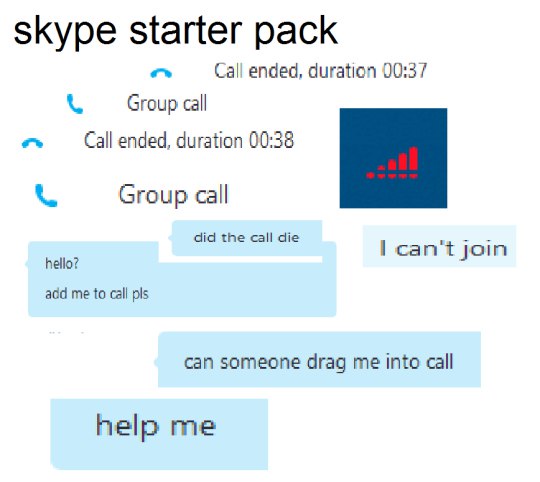 skype starter pack
Call ended, duration 00:37
Group call
Call ended, duration 00:38
Group call
did the call die
I can't join
hello?
add me to call pls
can someone drag me into call
help me